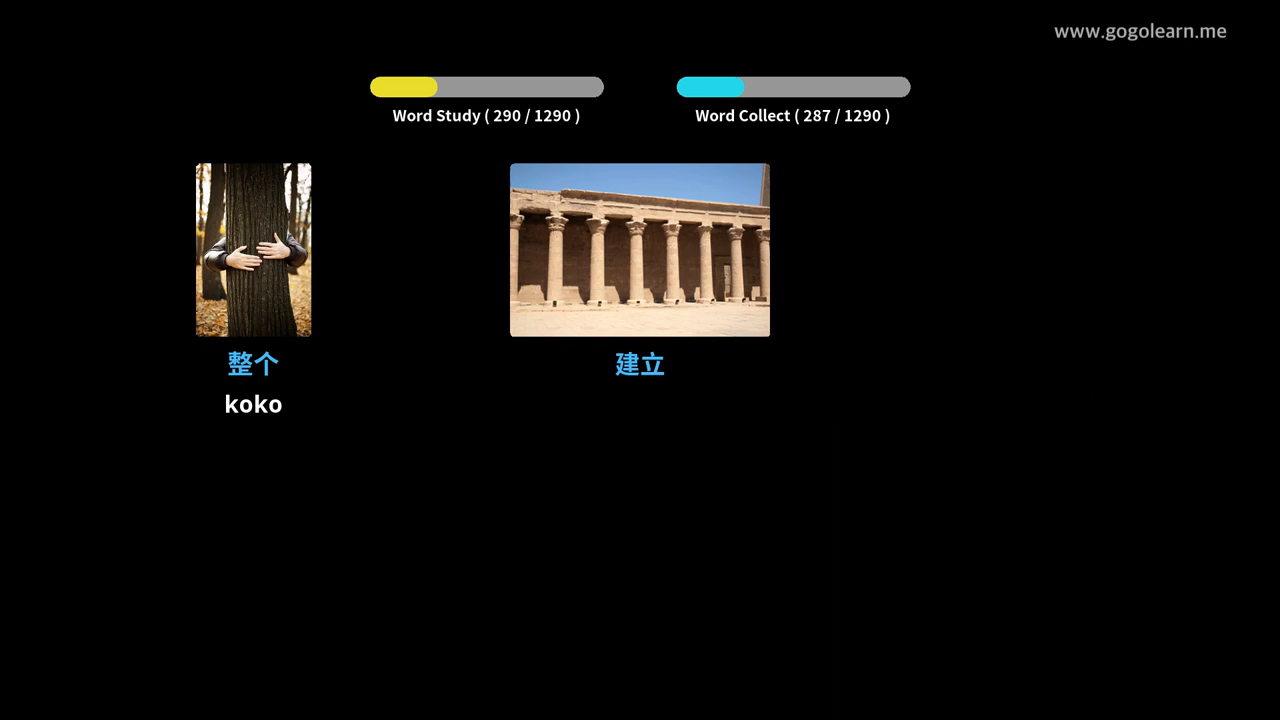 www.gogolearn.me
Word Study ( 290 / 1290 )
Word Collect ( 287 / 1290 )
整个
koko
建立